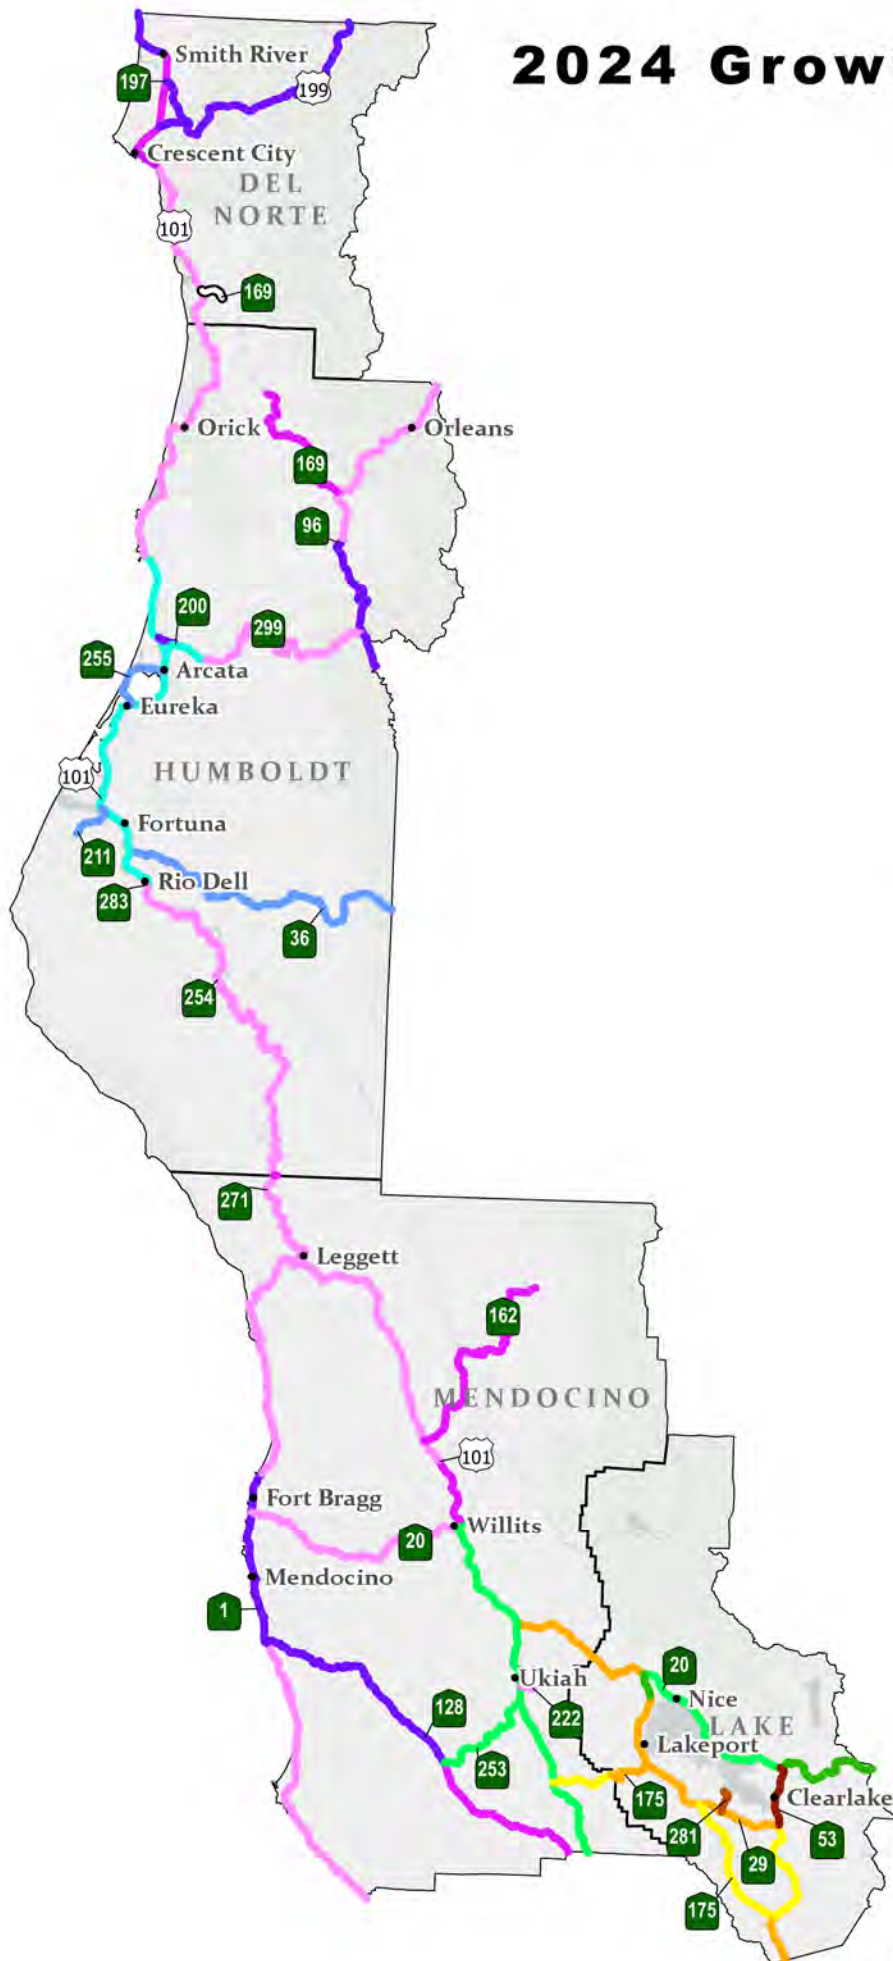 2024 Grow
Smith River
197
199
Crescent City
DEL
NORTE
101
169
Orick
Orleans
169
96
200
299
255
Arcata
Eureka
101
HUMBOLDT
Fortuna
211
Rio Dell
283
36
254
271
Leggett
162
MENDOCINO
101
Fort Bragg
Willits
20
Mendocino
1
Ukiah
20
Nice
222
LAKE
128
Lakeport
253
175
Clearlake
281
29
53
175